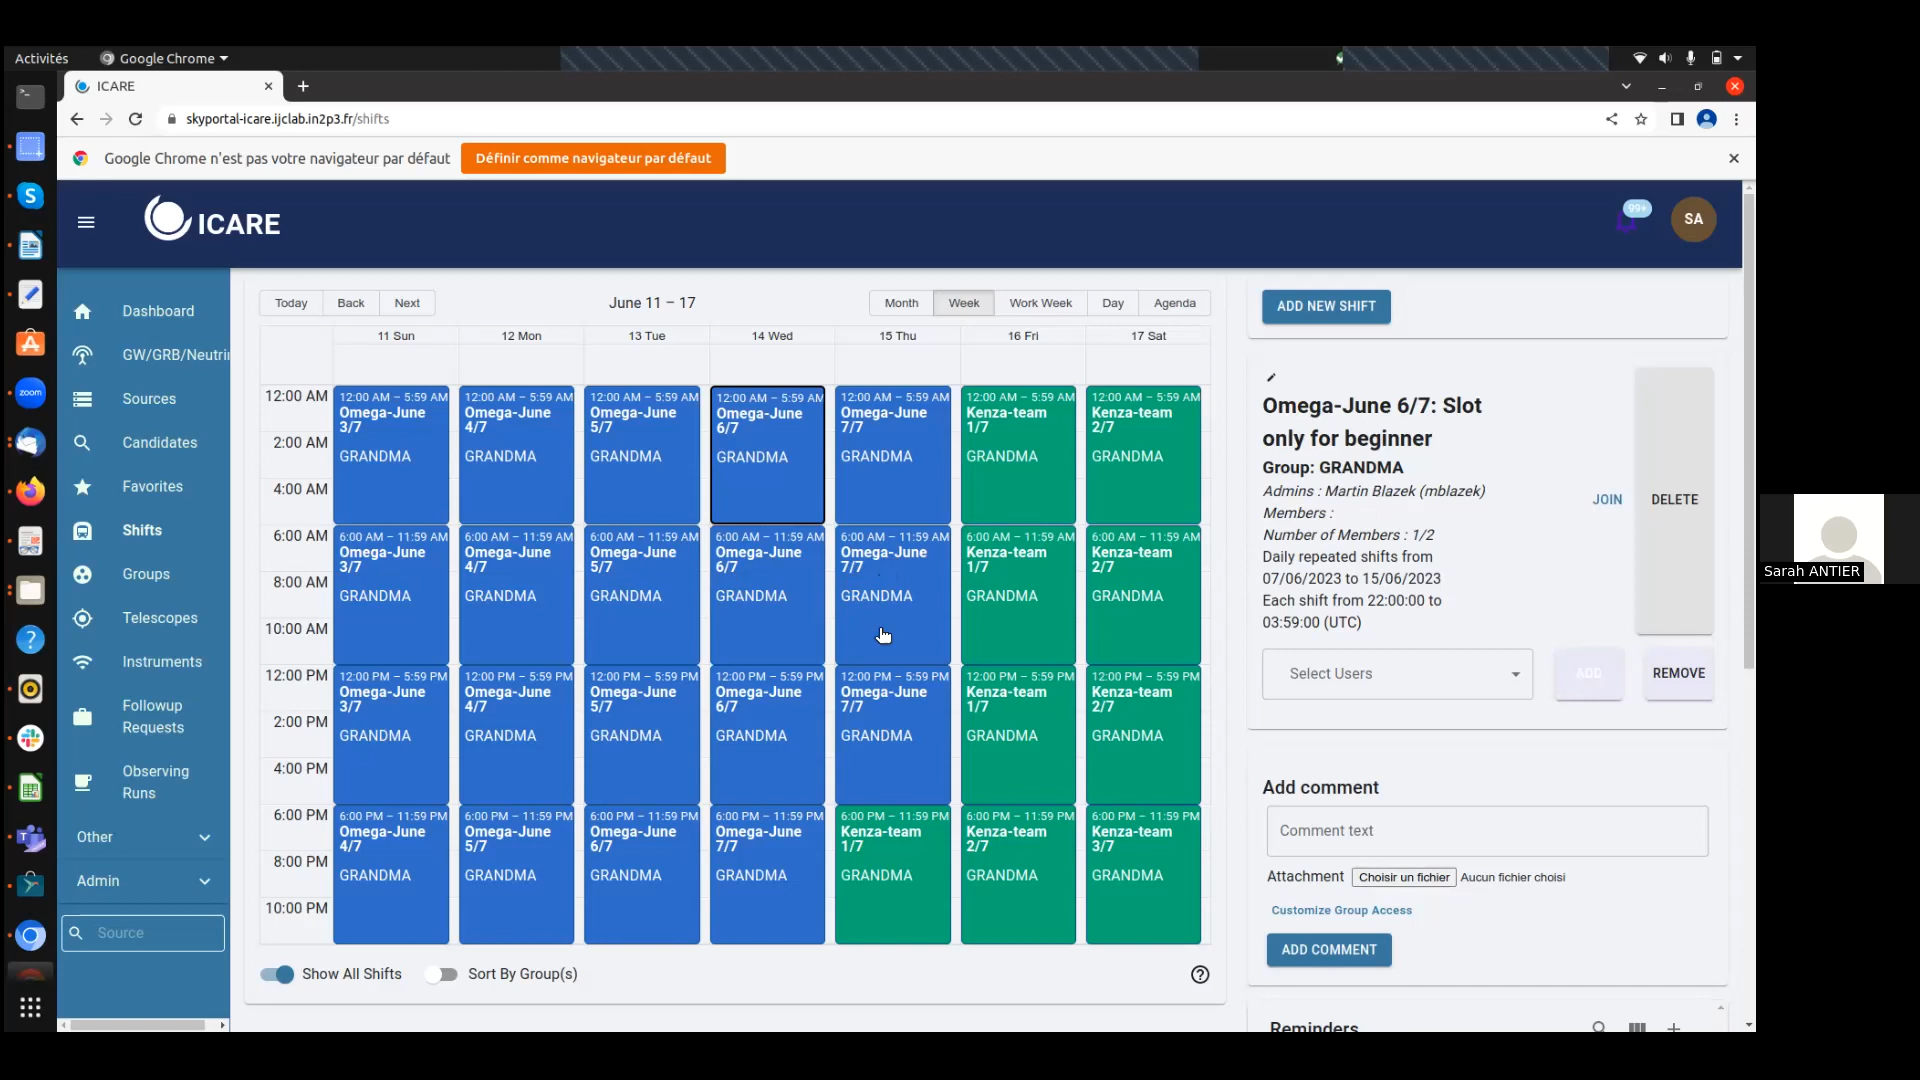 Activités
Google Chrome
ICARE
skyportal-icare.ijclab.in2p3.fr/shifts
Google Chrome n'est pas votre navigateur par défaut
Définir comme navigateur par défaut
ICARE
99+
SA
Dashboard
GW/GRB/Neutri
Sources
Candidates
Favorites
Shifts
Groups
Telescopes
Instruments
Followup
Requests
Observing
Runs
Other
Admin
Source
Today
Back
Next
June 11 – 17
Month
Week
Work Week
Day
Agenda
11 Sun
12 Mon
13 Tue
14 Wed
15 Thu
16 Fri
17 Sat
12:00 AM
2:00 AM
4:00 AM
6:00 AM
8:00 AM
10:00 AM
12:00 PM
2:00 PM
4:00 PM
6:00 PM
8:00 PM
10:00 PM
12:00 AM – 5:59 AM
Omega-June
3/7
GRANDMA
12:00 AM – 5:59 AM
Omega-June
4/7
GRANDMA
12:00 AM – 5:59 AM
Omega-June
5/7
GRANDMA
12:00 AM – 5:59 AM
Omega-June
6/7
GRANDMA
12:00 AM – 5:59 AM
Omega-June
7/7
GRANDMA
12:00 AM – 5:59 AM
Kenza-team
1/7
GRANDMA
12:00 AM – 5:59 AM
Kenza-team
2/7
GRANDMA
6:00 AM – 11:59 AM
Omega-June
3/7
GRANDMA
6:00 AM – 11:59 AM
Omega-June
4/7
GRANDMA
6:00 AM – 11:59 AM
Omega-June
5/7
GRANDMA
6:00 AM – 11:59 AM
Omega-June
6/7
GRANDMA
6:00 AM – 11:59 AM
Omega-June
7/7
GRANDMA
6:00 AM – 11:59 AM
Kenza-team
1/7
GRANDMA
6:00 AM – 11:59 AM
Kenza-team
2/7
GRANDMA
12:00 PM – 5:59 PM
Omega-June
3/7
GRANDMA
12:00 PM – 5:59 PM
Omega-June
4/7
GRANDMA
12:00 PM – 5:59 PM
Omega-June
5/7
GRANDMA
12:00 PM – 5:59 PM
Omega-June
6/7
GRANDMA
12:00 PM – 5:59 PM
Omega-June
7/7
GRANDMA
12:00 PM – 5:59 PM
Kenza-team
1/7
GRANDMA
12:00 PM – 5:59 PM
Kenza-team
2/7
GRANDMA
6:00 PM – 11:59 PM
Omega-June
4/7
GRANDMA
6:00 PM – 11:59 PM
Omega-June
5/7
GRANDMA
6:00 PM – 11:59 PM
Omega-June
6/7
GRANDMA
6:00 PM – 11:59 PM
Omega-June
7/7
GRANDMA
6:00 PM – 11:59 PM
Kenza-team
1/7
GRANDMA
6:00 PM – 11:59 PM
Kenza-team
2/7
GRANDMA
6:00 PM – 11:59 PM
Kenza-team
3/7
GRANDMA
Show All Shifts
Sort By Group(s)
ADD NEW SHIFT
Omega-June 6/7: Slot
only for beginner
Group: GRANDMA
Admins : Martin Blazek (mblazek)
Members :
Number of Members : 1/2
Daily repeated shifts from
07/06/2023 to 15/06/2023
Each shift from 22:00:00 to
03:59:00 (UTC)
JOIN
DELETE
Select Users
ADD
REMOVE
Add comment
Comment text
Attachment
Choisir un fichier
Aucun fichier choisi
Customize Group Access
ADD COMMENT
Reminders
zoom
Sarah ANTIER